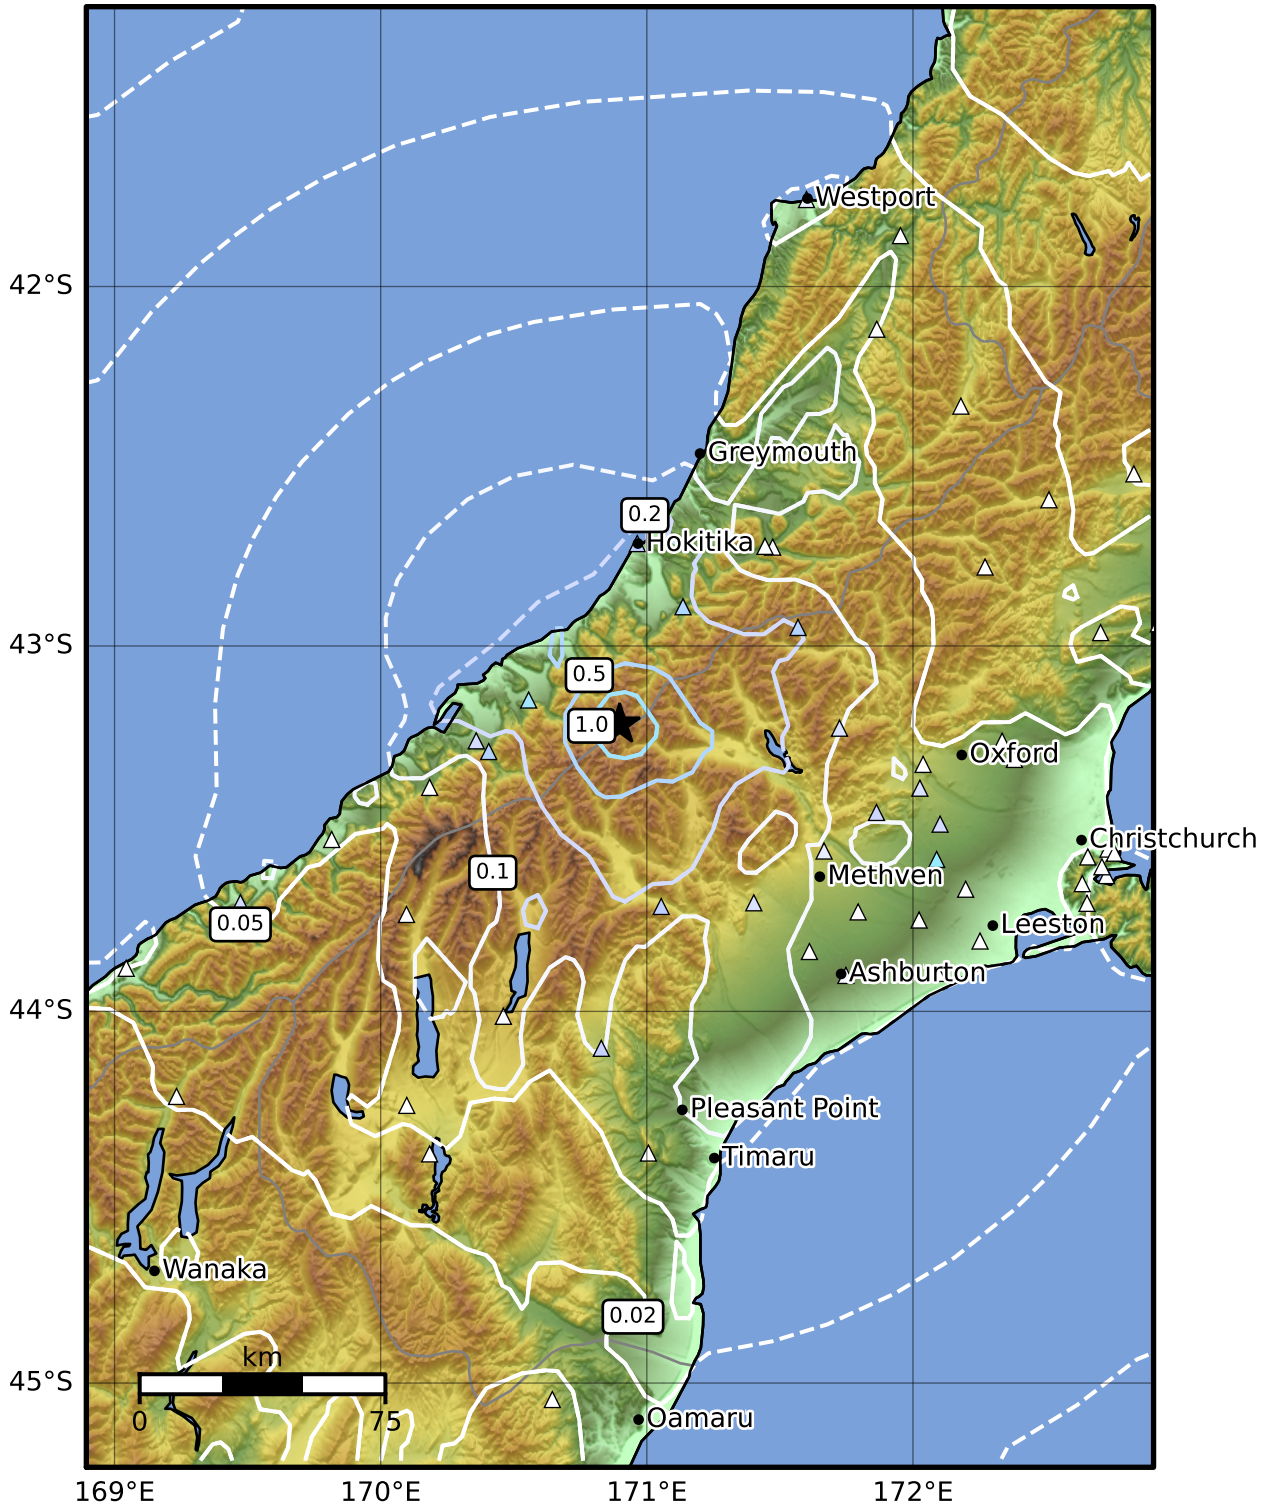 Westport
42°S
Greymouth
0.2
Hokitika
43°S
0.5
1.0
Oxford
Christchurch
0.1
Methven
0.05
Leeston
Ashburton
44°S
Pleasant Point
Timaru
Wanaka
0.02
km
45°S
0 75
Oamaru
169°E 170°E 171°E 172°E